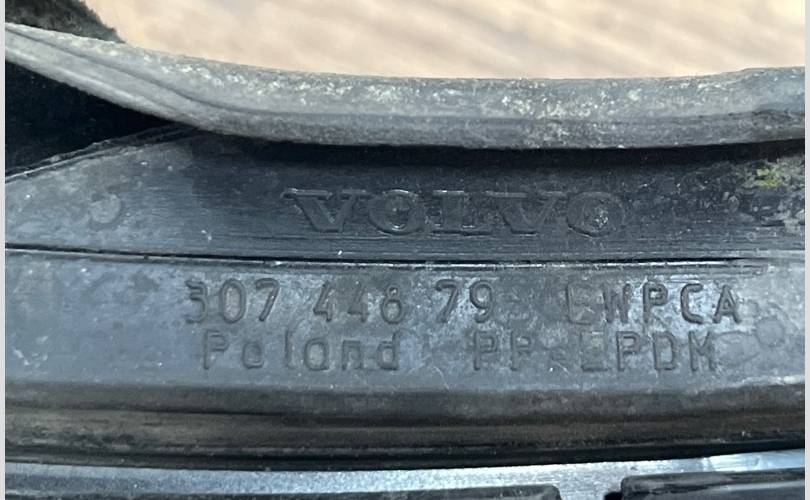 VOLVO
307 448 79 EWPCA
Poland PP-EPDM